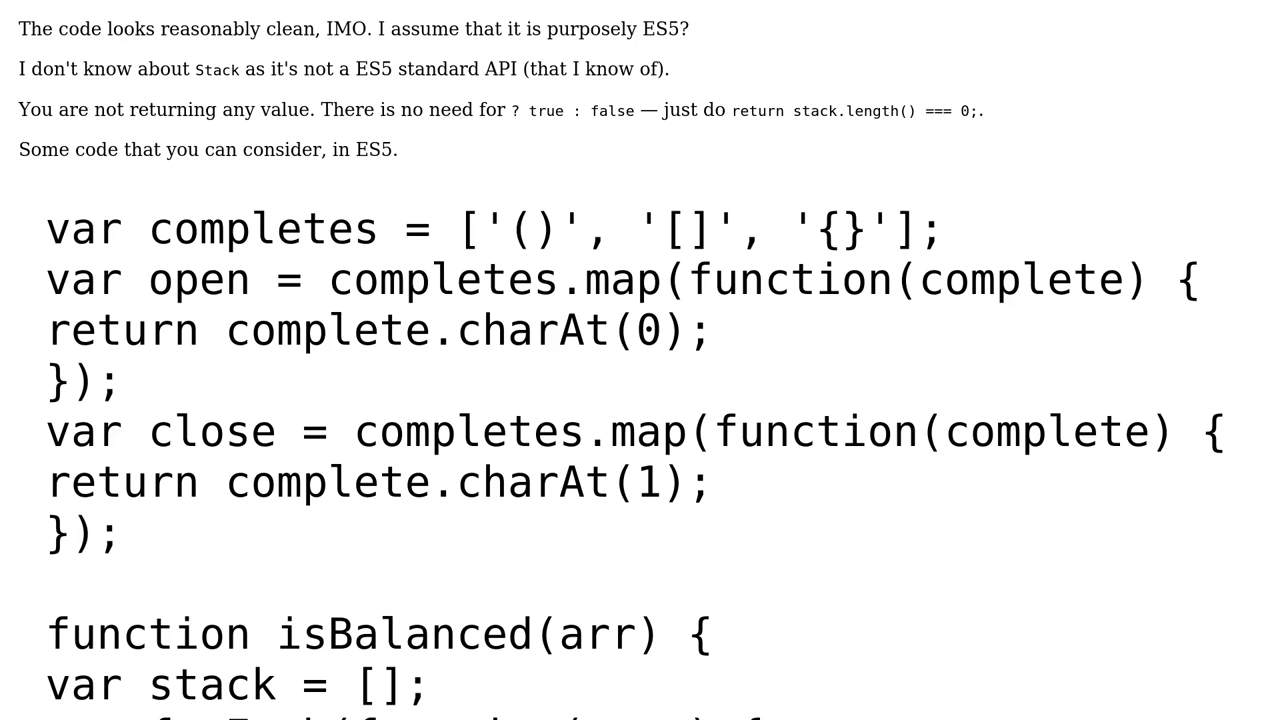 The code looks reasonably clean, IMO. I assume that it is purposely ES5?
I don't know about Stack as it's not a ES5 standard API (that I know of).
You are not returning any value. There is no need for ? true : false — just do return stack.length() === 0;.
Some code that you can consider, in ES5.
var completes = ['()', '[]', '{}'];
var open = completes.map(function(complete) {
return complete.charAt(0);
});
var close = completes.map(function(complete) {
return complete.charAt(1);
});
function isBalanced(arr) {
var stack = [];